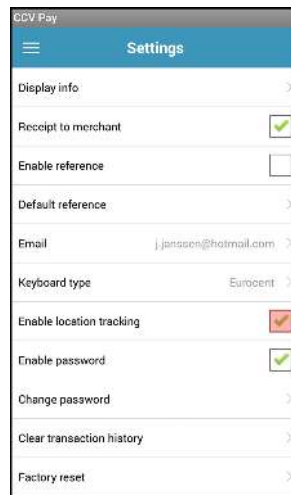 CCV Pay
Settings
Display info
Receipt to merchant
Enable reference
Default reference
Email j.janssen@hotmail.com
Keyboard type Eurocent
Enable location tracking
Enable password
Change password
Clear transaction history
Factory reset